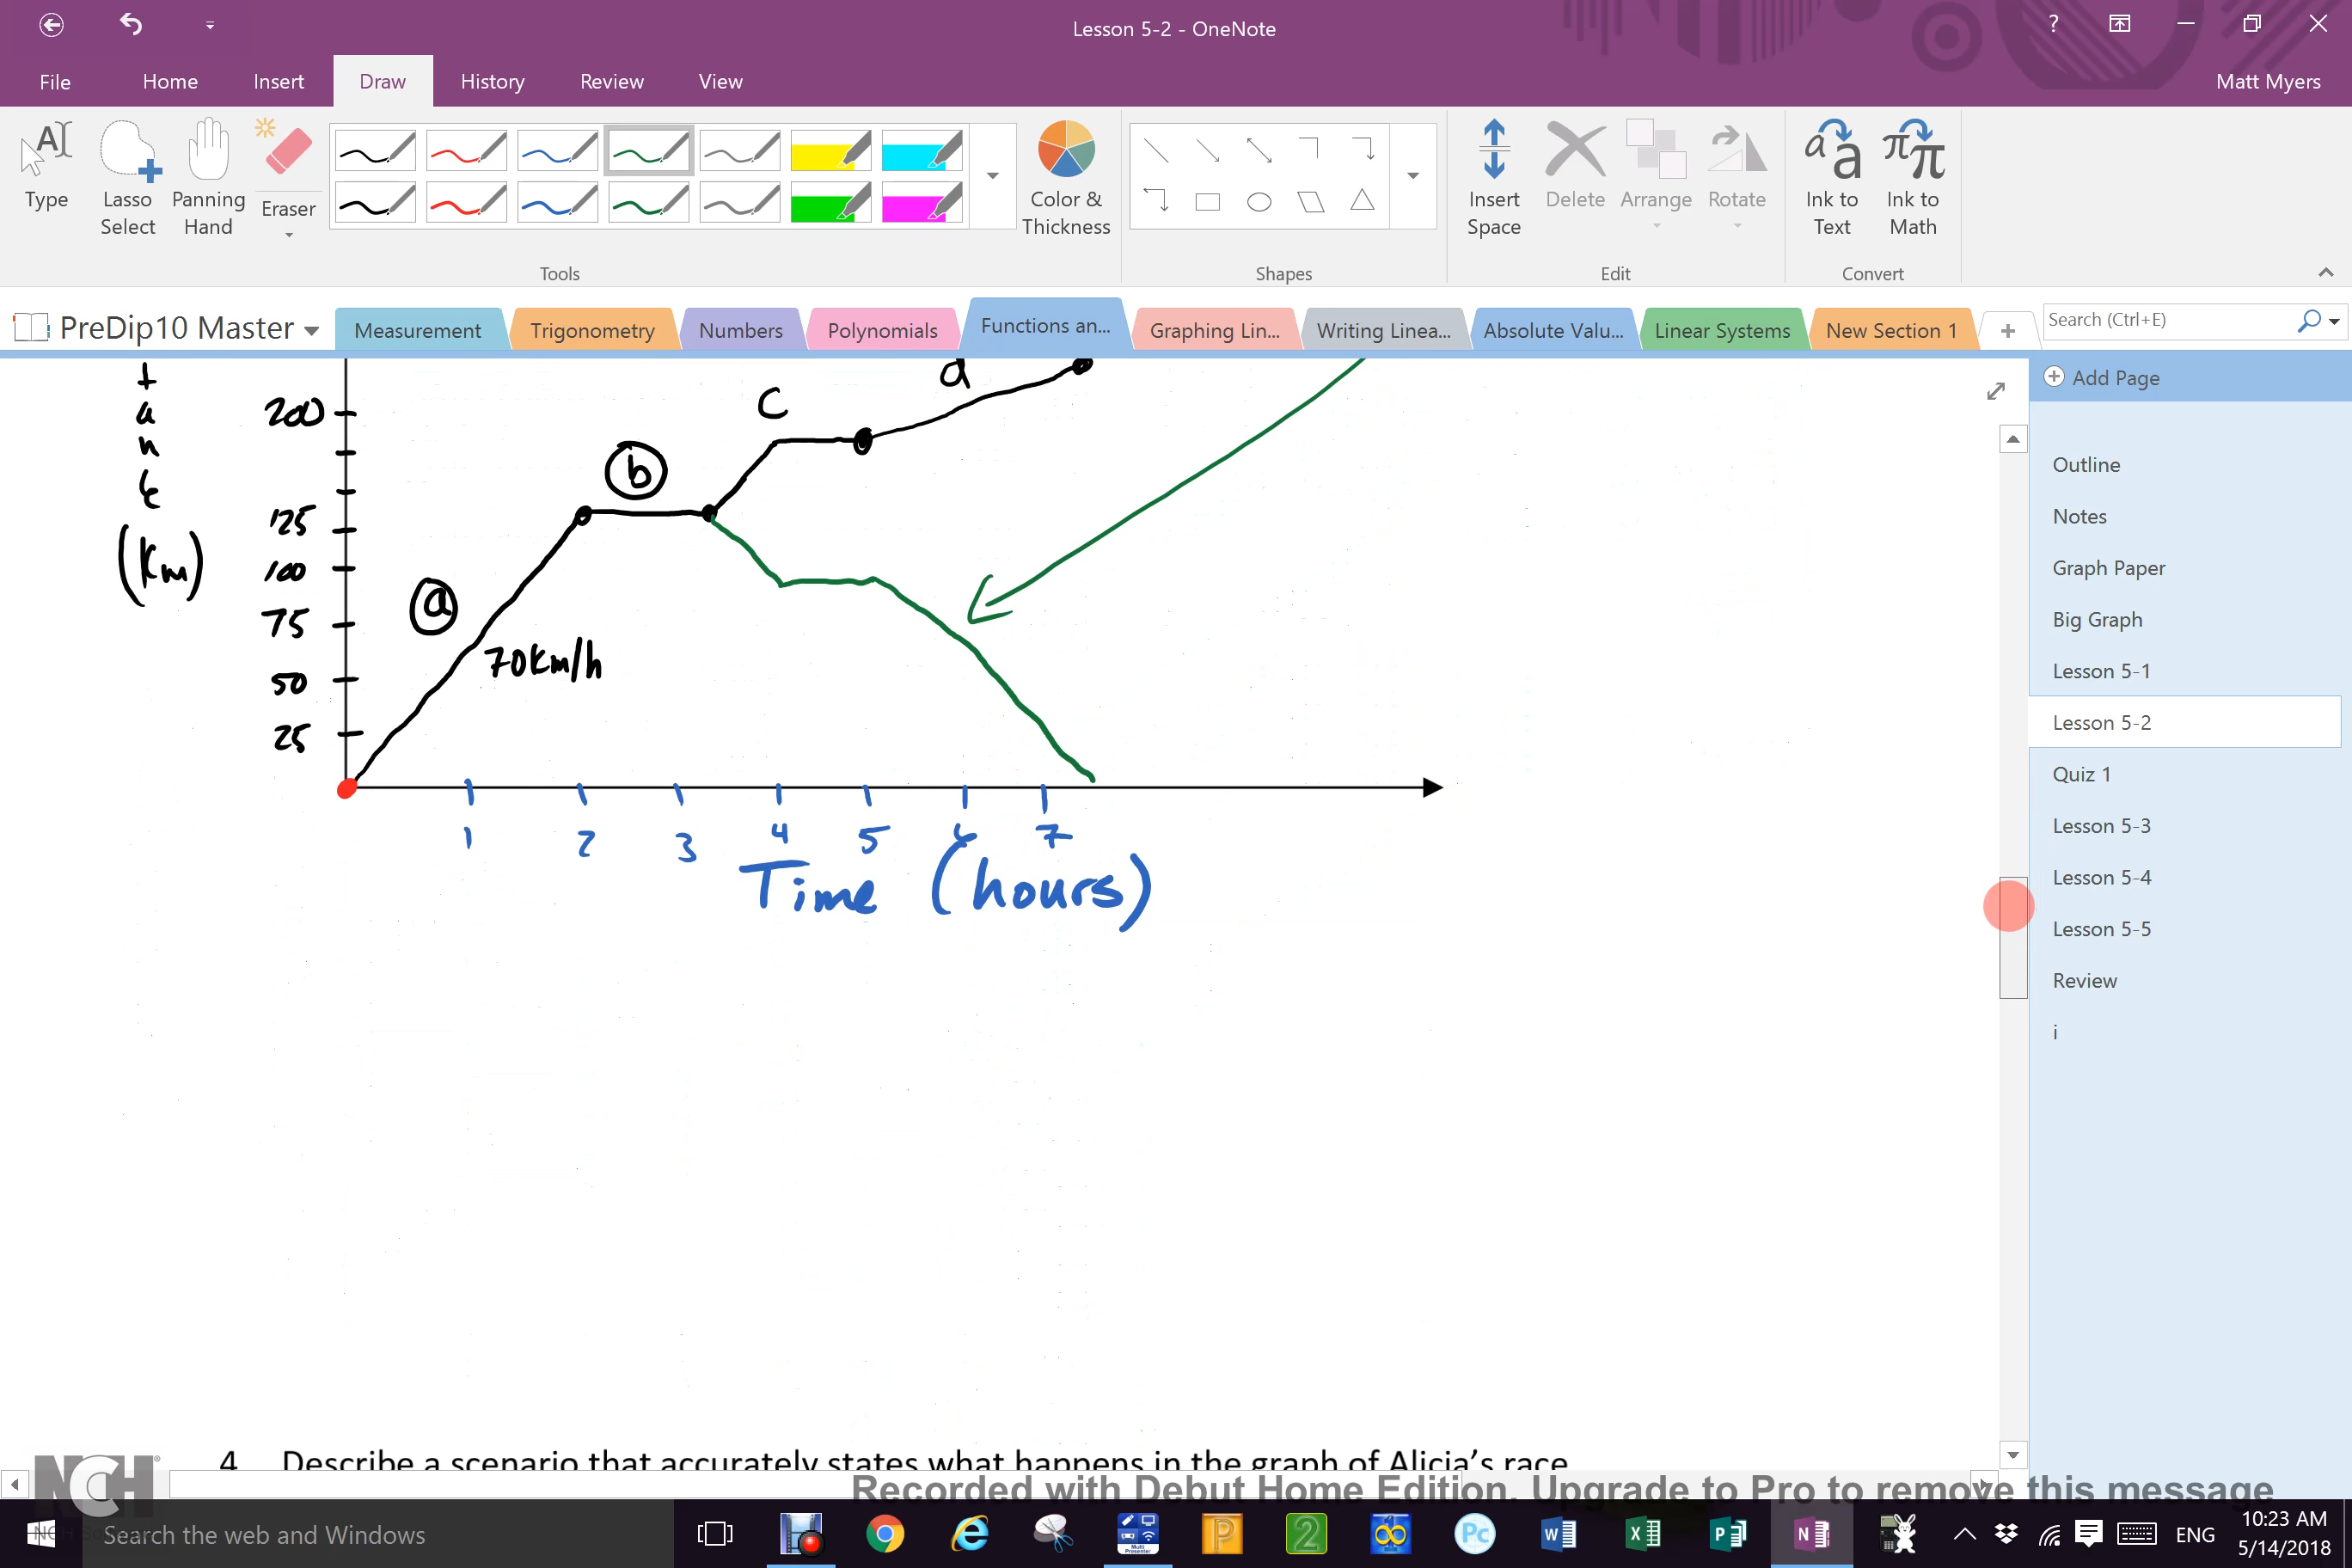 Lesson 5-2 - OneNote
?
File
Home
Insert
Draw
History
Review
View
Matt Myers
Type
Lasso Select
Panning Hand
Eraser
Color & Thickness
Insert Space
Delete
Arrange
Rotate
Ink to Text
Ink to Math
Tools
Shapes
Edit
Convert
PreDip10 Master
Measurement
Trigonometry
Numbers
Polynomials
Functions an...
Graphing Lin...
Writing Linea...
Absolute Valu...
Linear Systems
New Section 1
Search (Ctrl+E)
Add Page
Outline
Notes
Graph Paper
Big Graph
Lesson 5-1
Lesson 5-2
Quiz 1
Lesson 5-3
Lesson 5-4
Lesson 5-5
Review
i
(Km)
200
125
100
75
50
25
a
b
c
d
70km/h
1 2 3 4 5 6 7
Time (hours)
4 Describe a scenario that accurately states what happens in the graph of Alicia's race
NCH
Recorded with Debut Home Edition. Upgrade to Pro to remove this message
Search the web and Windows
ENG
10:23 AM
5/14/2018